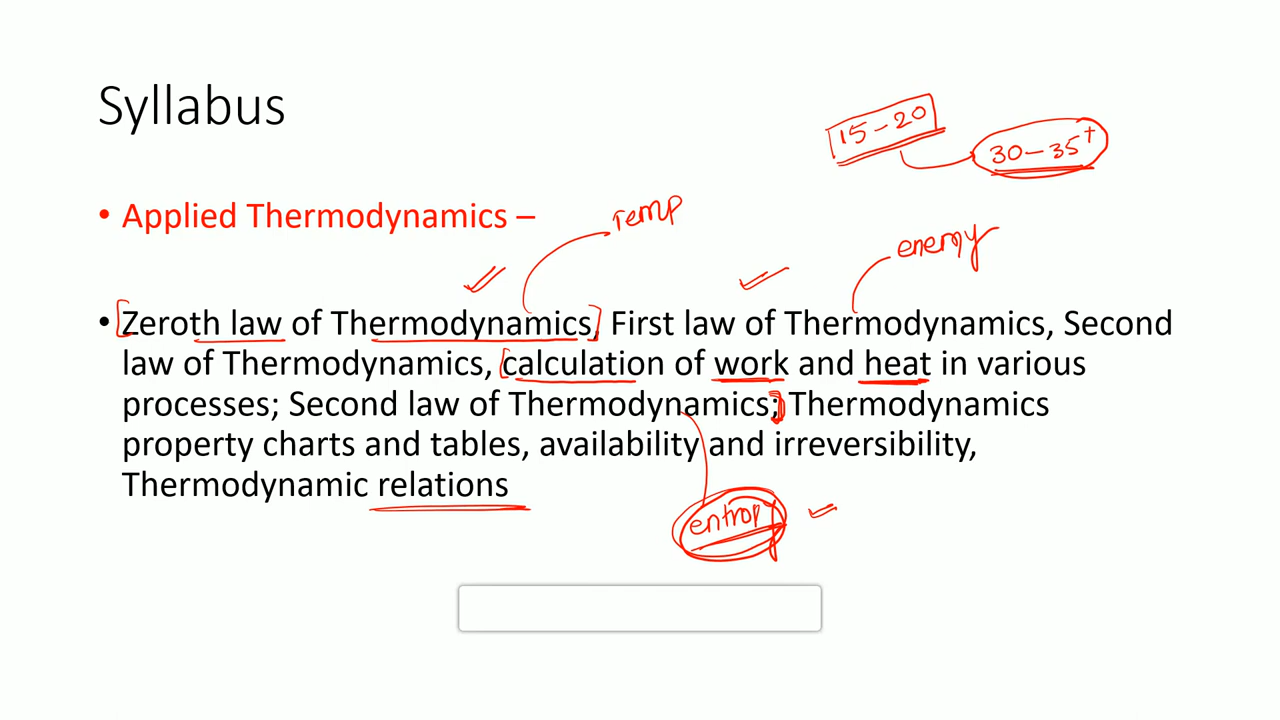 Syllabus
15-20
30-35+
• Applied Thermodynamics –
Temp
energy
• Zeroth law of Thermodynamics, First law of Thermodynamics, Second
law of Thermodynamics, calculation of work and heat in various
processes; Second law of Thermodynamics; Thermodynamics
property charts and tables, availability and irreversibility,
Thermodynamic relations
entropy